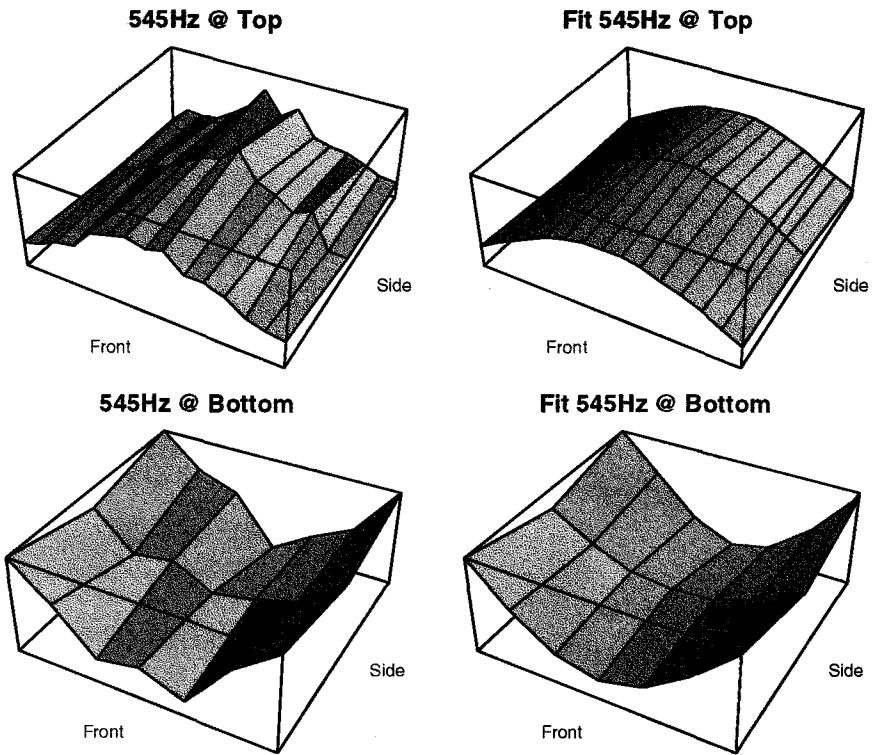 545Hz @ Top
Fit 545Hz @ Top
Side
Side
Front
Front
545Hz @ Bottom
Fit 545Hz @ Bottom
Side
Side
Front
Front